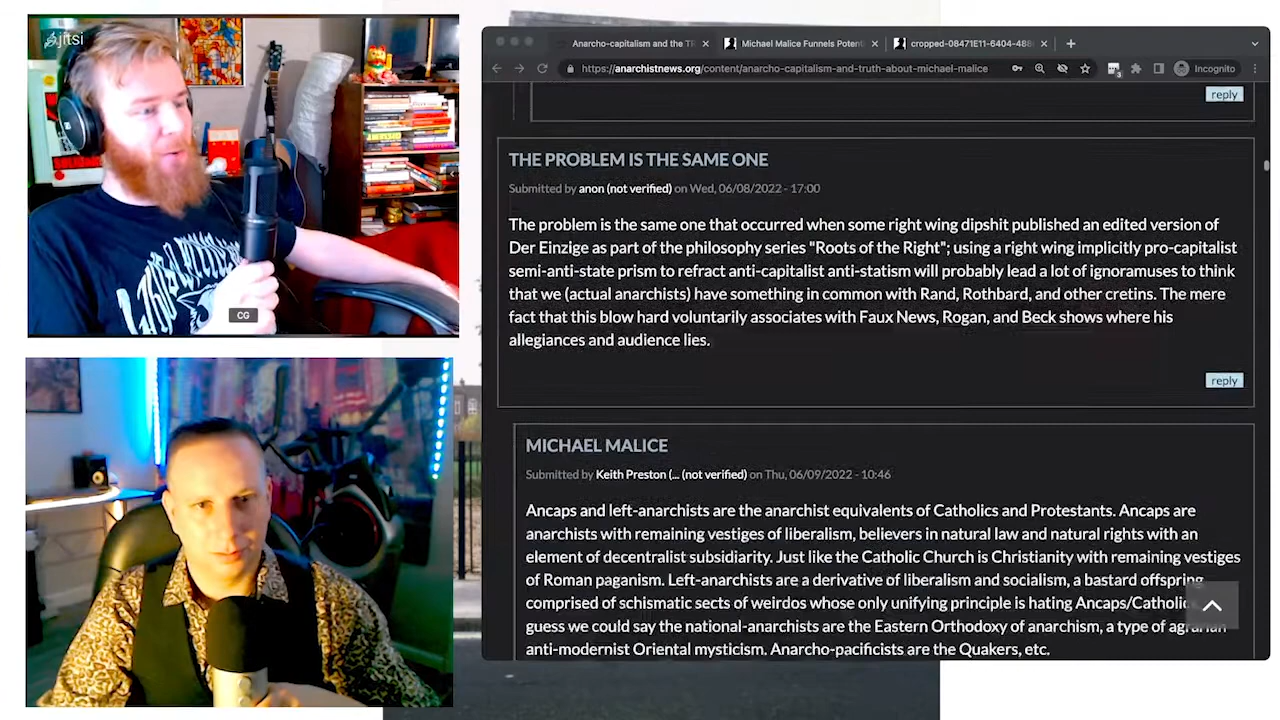 jitsi
CG
Anarcho-capitalism and the TR
Michael Malice Funnels Potent
cropped-08471E11-6404-488
https://anarchistnews.org/content/anarcho-capitalism-and-truth-about-michael-malice
Incognito
reply
THE PROBLEM IS THE SAME ONE
Submitted by anon (not verified) on Wed, 06/08/2022 - 17:00
The problem is the same one that occurred when some right wing dipshit published an edited version of
Der Einzige as part of the philosophy series "Roots of the Right"; using a right wing implicitly pro-capitalist
semi-anti-state prism to refract anti-capitalist anti-statism will probably lead a lot of ignoramuses to think
that we (actual anarchists) have something in common with Rand, Rothbard, and other cretins. The mere
fact that this blow hard voluntarily associates with Faux News, Rogan, and Beck shows where his
allegiances and audience lies.
reply
MICHAEL MALICE
Submitted by Keith Preston (... (not verified) on Thu, 06/09/2022 - 10:46
Ancaps and left-anarchists are the anarchist equivalents of Catholics and Protestants. Ancaps are
anarchists with remaining vestiges of liberalism, believers in natural law and natural rights with an
element of decentralist subsidiarity. Just like the Catholic Church is Christianity with remaining vestiges
of Roman paganism. Left-anarchists are a derivative of liberalism and socialism, a bastard offspring
comprised of schismatic sects of weirdos whose only unifying principle is hating Ancaps/Catholic
guess we could say the national-anarchists are the Eastern Orthodoxy of anarchism, a type of agrarian
anti-modernist Oriental mysticism. Anarcho-pacificists are the Quakers, etc.